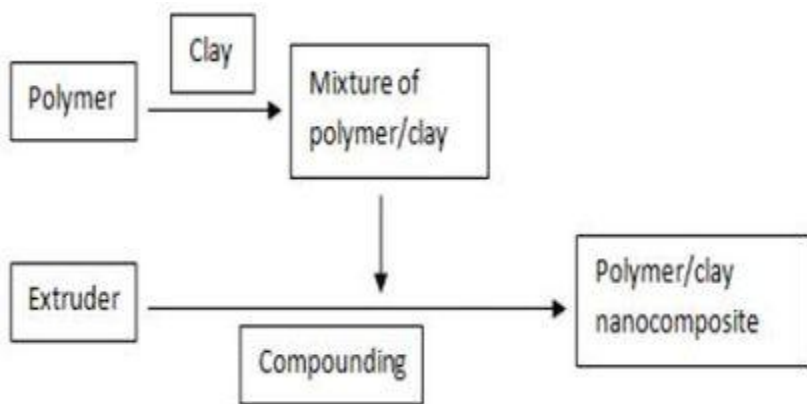 Clay
Polymer
Mixture of
polymer/clay
Extruder
Polymer/clay
nanocomposite
Compounding